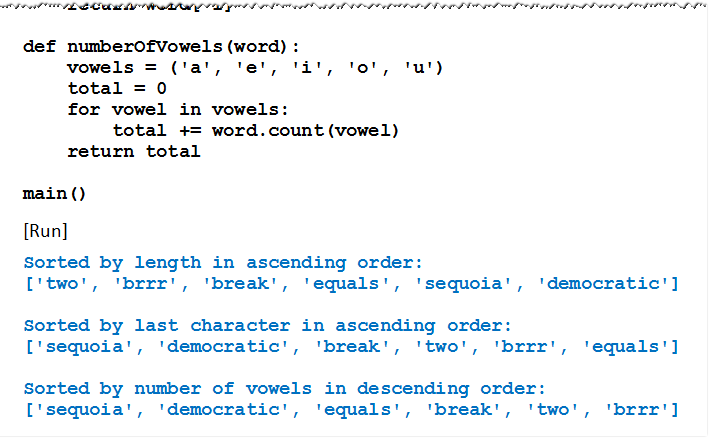 def numberOfVowels(word):
    vowels = ('a', 'e', 'i', 'o', 'u')
    total = 0
    for vowel in vowels:
        total += word.count(vowel)
    return total
main()
[Run]
Sorted by length in ascending order:
['two', 'brrr', 'break', 'equals', 'sequoia', 'democratic']
Sorted by last character in ascending order:
['sequoia', 'democratic', 'break', 'two', 'brrr', 'equals']
Sorted by number of vowels in descending order:
['sequoia', 'democratic', 'equals', 'break', 'two', 'brrr']